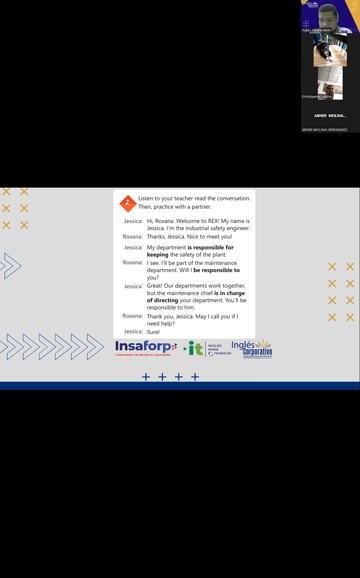 Inglés Corporativo
ABNER MOLINA...
ABNER MOLINA HERNANDEZ
2
Listen to your teacher read the conversation.
Then, practice with a partner.
Jessica: Hi, Roxana. Welcome to REX! My name is
Jessica. I'm the industrial safety engineer.
Roxana: Thanks, Jessica. Nice to meet you!
Jessica: My department is responsible for
keeping the safety of the plant.
Roxana: I see. I'll be part of the maintenance
department. Will I be responsible to
you?
Jessica: Great! Our departments work together,
but the maintenance chief is in charge
of directing your department. You'll be
responsible to him.
Roxana: Thank you, Jessica. May I call you if I
need help?
Jessica: Sure!
Insaforp
it
INGLÉS
PARA
TRABAJO
Inglés
Corporativo